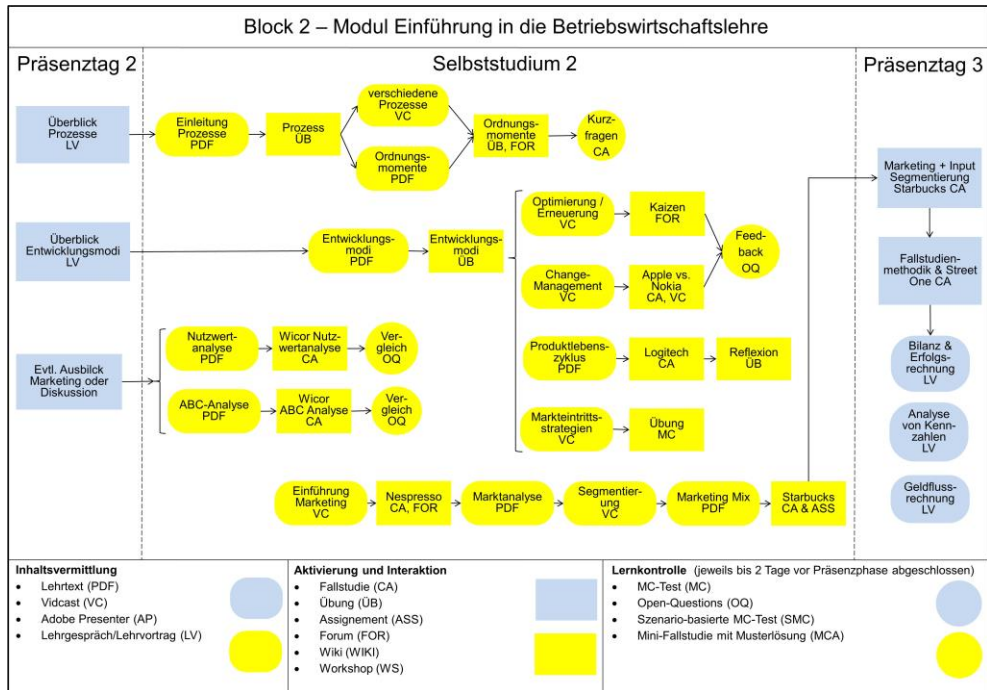 Block 2 – Modul Einführung in die Betriebswirtschaftslehre
Präsenztag 2
Selbststudium 2
Präsenztag 3
Überblick
Prozesse
LV
Einleitung
Prozesse
PDF
Prozess
ÜB
verschiedene
Prozesse
VC
Ordnungs-
momente
PDF
Ordnungs-
momente
ÜB, FOR
Kurz-
fragen
CA
Überblick
Entwicklungsmodi
LV
Entwicklungs-
modi
PDF
Entwicklungs-
modi
ÜB
Optimierung /
Erneuerung
VC
Kaizen
FOR
Feed-
back
OQ
Change-
Management
VC
Apple vs.
Nokia
CA, VC
Produktlebens-
zyklus
PDF
Logitech
CA
Reflexion
ÜB
Markteintritts-
strategien
VC
Übung
MC
Evtl. Ausbilck
Marketing oder
Diskussion
Nutzwert-
analyse
PDF
Wicor Nutz-
wertanalyse
CA
Ver-
gleich
OQ
ABC-Analyse
PDF
Wicor
ABC Analyse
CA
Ver-
gleich
OQ
Einführung
Marketing
VC
Nespresso
CA, FOR
Marktanalyse
PDF
Segmentier-
ung
VC
Marketing Mix
PDF
Starbucks
CA & ASS
Marketing + Input
Segmentierung
Starbucks CA
Fallstudien-
methodik & Street
One CA
Bilanz &
Erfolgs-
rechnung
LV
Analyse
von Kenn-
zahlen
LV
Geldfluss-
rechnung
LV
Inhaltsvermittlung
• Lehrtext (PDF)
• Vidcast (VC)
• Adobe Presenter (AP)
• Lehrgespräch/Lehrvortrag (LV)
Aktivierung und Interaktion
• Fallstudie (CA)
• Übung (ÜB)
• Assignement (ASS)
• Forum (FOR)
• Wiki (WIKI)
• Workshop (WS)
Lernkontrolle (jeweils bis 2 Tage vor Präsenzphase abgeschlossen)
• MC-Test (MC)
• Open-Questions (OQ)
• Szenario-basierte MC-Test (SMC)
• Mini-Fallstudie mit Musterlösung (MCA)